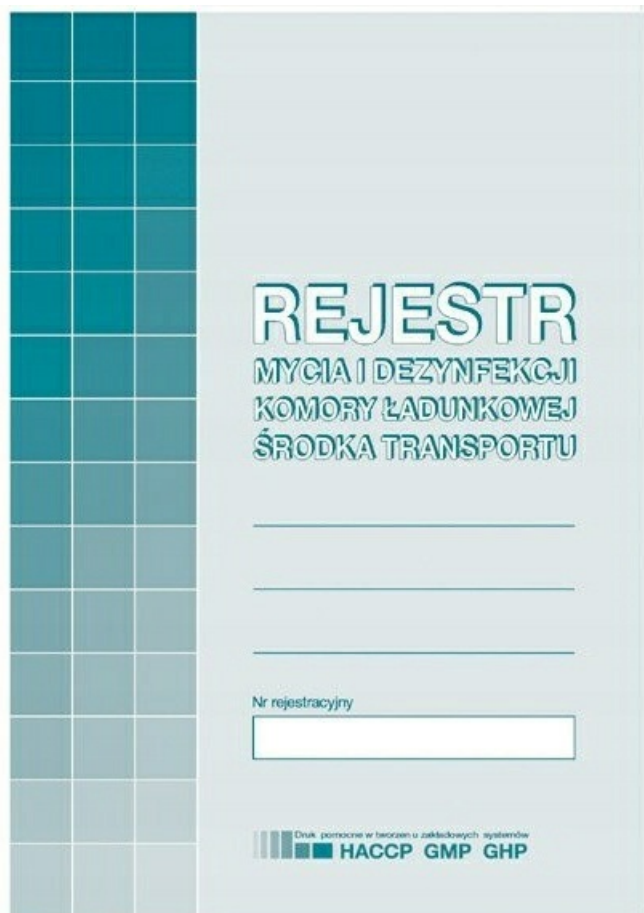 REJESTR
MYCIA I DEZYNFEKCJI
KOMORY ŁADUNKOWEJ
ŚRODKA TRANSPORTU
Nr rejestracyjny
Druk pomocne w tworzen u zakładowych systemów
HACCP GMP GHP